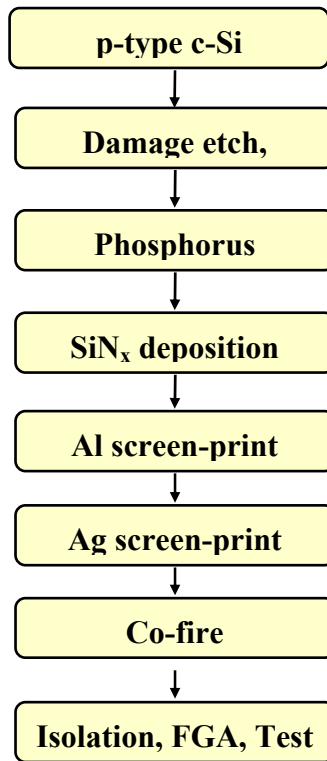 p-type c-Si
Damage etch,
Phosphorus
SiNₓ deposition
Al screen-print
Ag screen-print
Co-fire
Isolation, FGA, Test